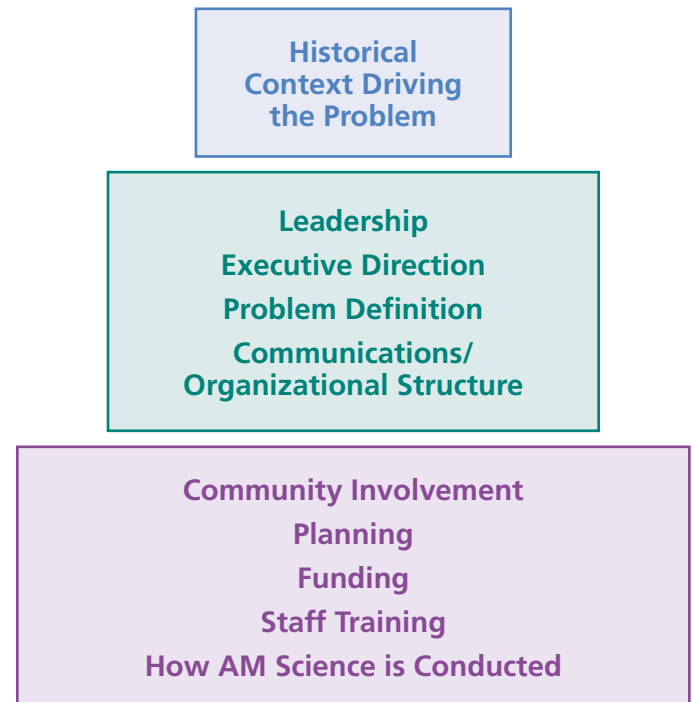 Historical
Context Driving
the Problem
Leadership
Executive Direction
Problem Definition
Communications/
Organizational Structure
Community Involvement
Planning
Funding
Staff Training
How AM Science is Conducted